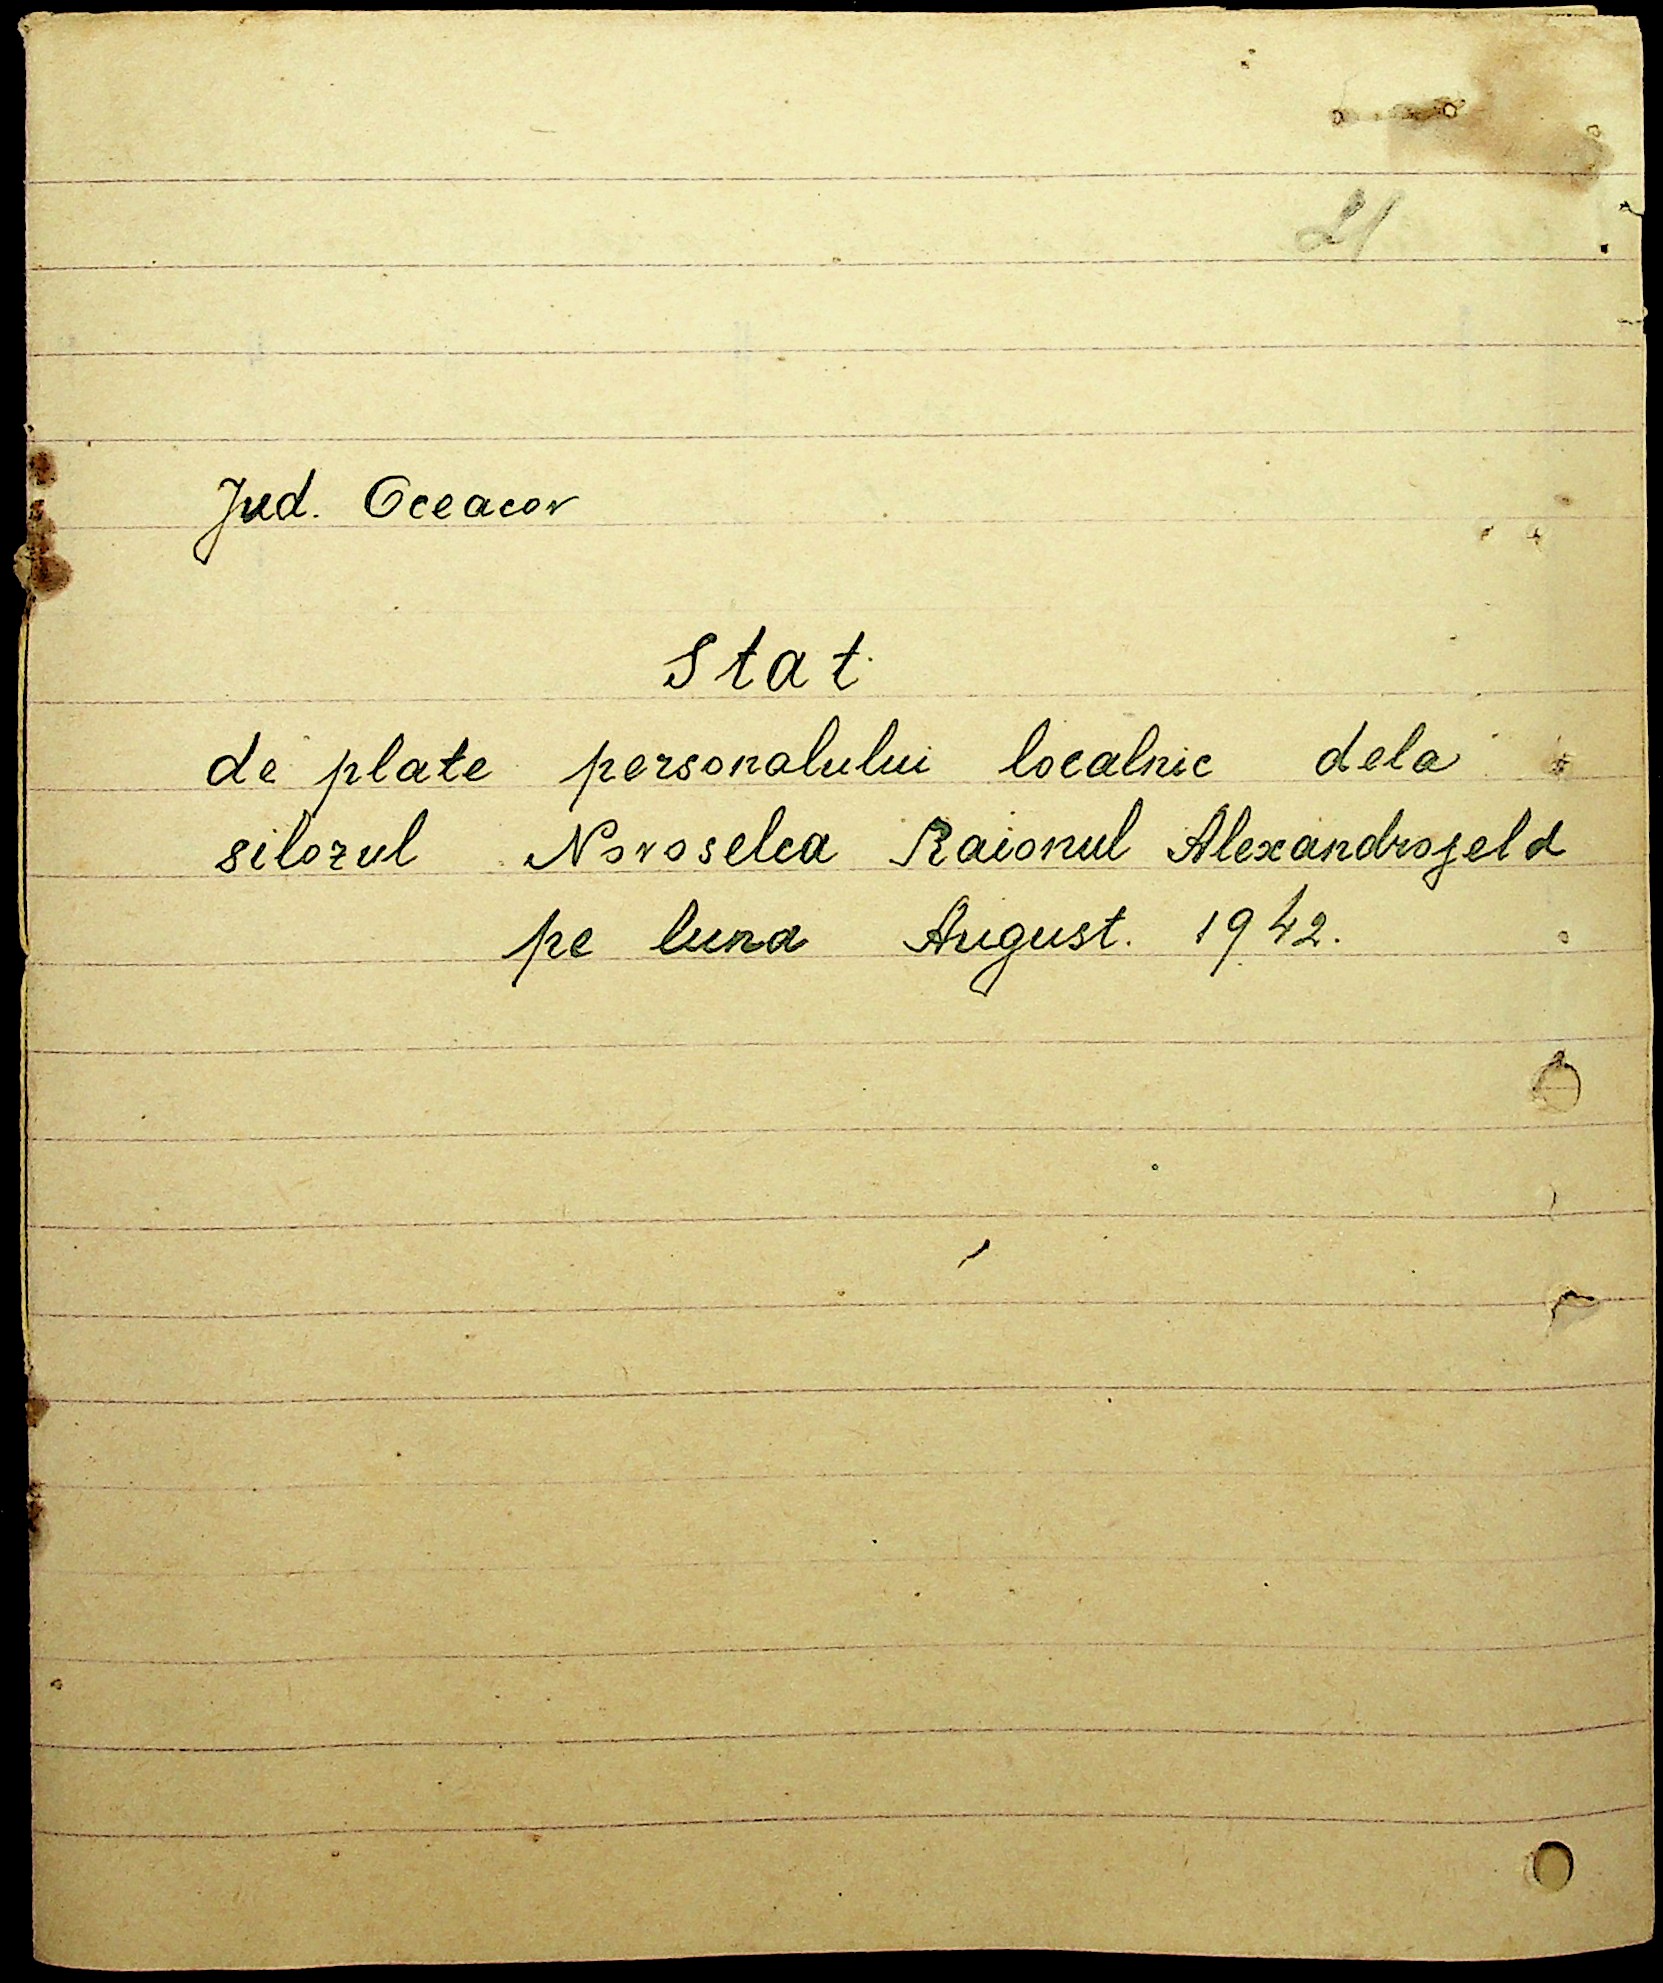 21
Jud. Oceacov
Stat
de plate personalului localnic dela
silozul Novoselca Raionul Alexandrofeld
pe luna August. 1942.